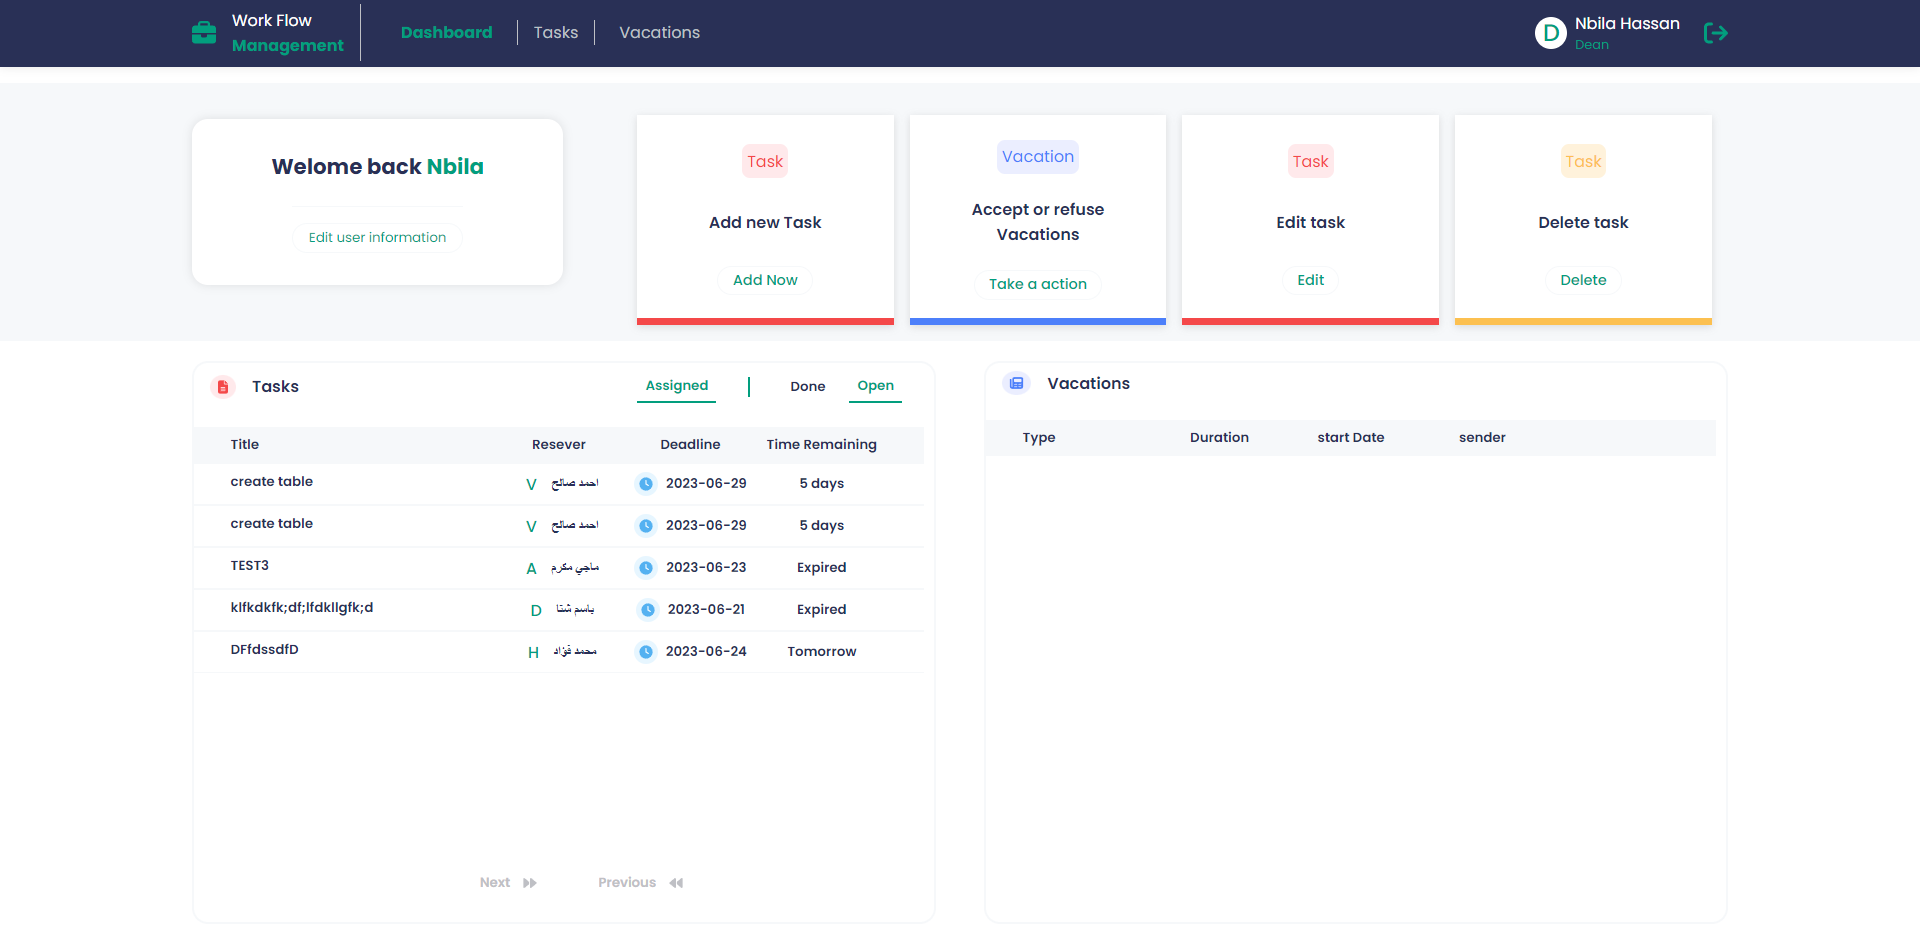 Work Flow
Management
Dashboard
Tasks
Vacations
D
Nbila Hassan
Dean
Welome back Nbila
Edit user information
Task
Add new Task
Add Now
Vacation
Accept or refuse
Vacations
Take a action
Task
Edit task
Edit
Task
Delete task
Delete
Tasks
Assigned
Done
Open
Title Resever Deadline Time Remaining
create table V احمد صالح 2023-06-29 5 days
create table V احمد صالح 2023-06-29 5 days
TEST3 A ماجي مكرم 2023-06-23 Expired
klfkdkfk;df;lfdkllgfk;d D باسم شتا 2023-06-21 Expired
DFfdssdfD H محمد فؤاد 2023-06-24 Tomorrow
Next
Previous
Vacations
Type Duration start Date sender